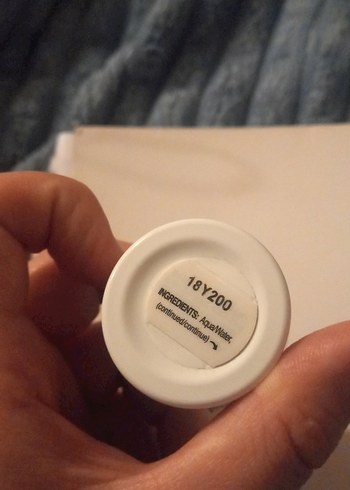 18Y200
INGREDIENTS: Aqua/Water,
(continued/continue)